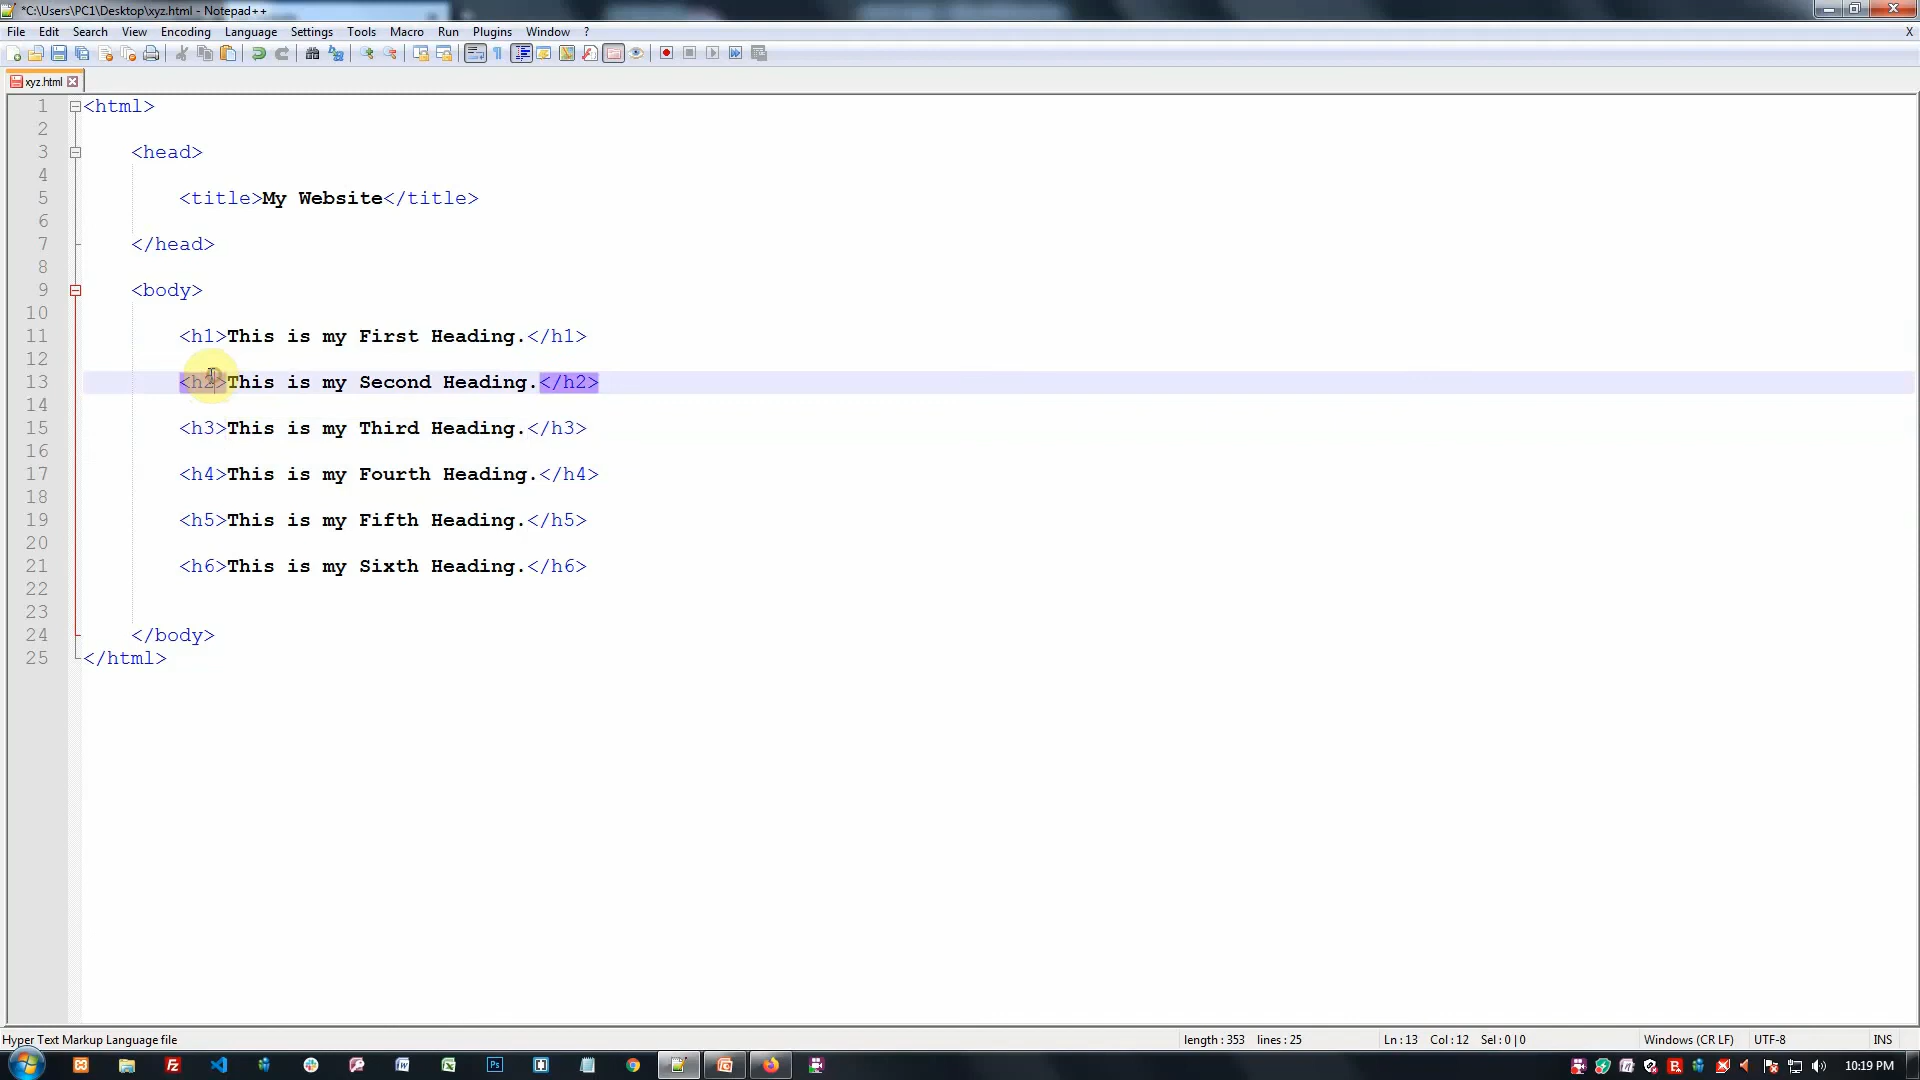 *C:\Users\PC1\Desktop\xyz.html - Notepad++
File Edit Search View Encoding Language Settings Tools Macro Run Plugins Window ? X
xyz.html
1 <html>
2
3 <head>
4
5 <title>My Website</title>
6
7 </head>
8
9 <body>
10
11 <h1>This is my First Heading.</h1>
12
13 <h2>This is my Second Heading.</h2>
14
15 <h3>This is my Third Heading.</h3>
16
17 <h4>This is my Fourth Heading.</h4>
18
19 <h5>This is my Fifth Heading.</h5>
20
21 <h6>This is my Sixth Heading.</h6>
22
23
24 </body>
25 </html>
Hyper Text Markup Language file length : 353 lines : 25 Ln : 13 Col : 12 Sel : 0 | 0 Windows (CR LF) UTF-8 INS
10:19 PM